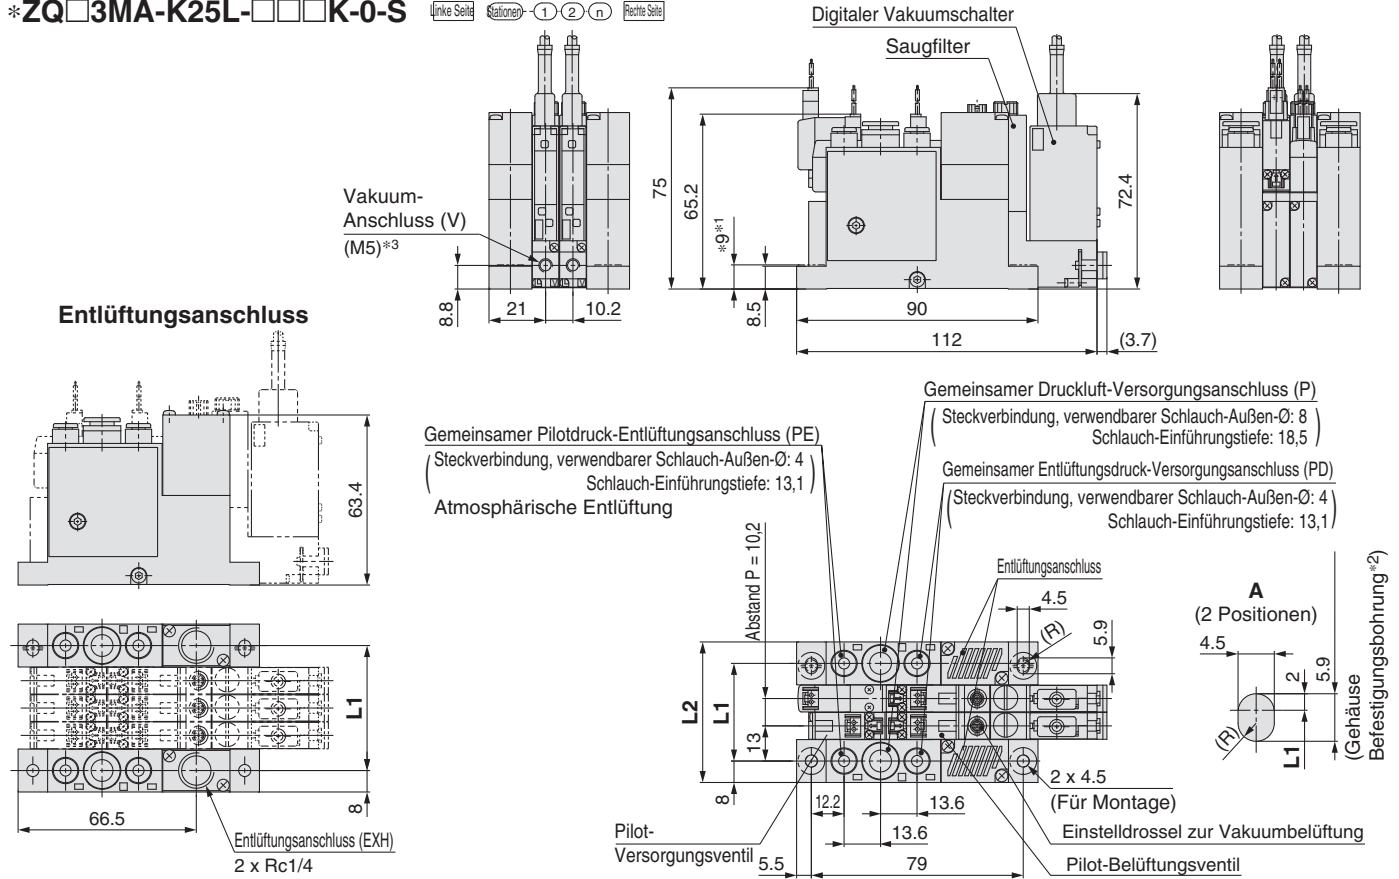 *ZQ□3MA-K25L-□□□K-0-S
Linke Seite
Stationen
1
2
n
Rechte Seite
Digitaler Vakuumschalter
Saugfilter
Vakuum-
Anschluss (V)
(M5)*3
75
65.2
*9*1
72.4
8.8
21
10.2
8.5
90
112
(3.7)
Entlüftungsanschluss
63.4
Gemeinsamer Druckluft-Versorgungsanschluss (P)
(Steckverbindung, verwendbarer Schlauch-Außen-Ø: 8
Schlauch-Einführungstiefe: 18,5)
Gemeinsamer Pilotdruck-Entlüftungsanschluss (PE)
(Steckverbindung, verwendbarer Schlauch-Außen-Ø: 4
Schlauch-Einführungstiefe: 13,1)
Atmosphärische Entlüftung
Gemeinsamer Entlüftungsdruck-Versorgungsanschluss (PD)
(Steckverbindung, verwendbarer Schlauch-Außen-Ø: 4
Schlauch-Einführungstiefe: 13,1)
Abstand P = 10,2
Entlüftungsanschluss
4.5
(R)
5.9
A
(2 Positionen)
4.5
2
5.9
(R)
L1
(Gehäuse
Befestigungsbohrung*2)
L1
8
66.5
Entlüftungsanschluss (EXH)
2 x Rc1/4
L2
L1
13
8
12.2
13.6
13.6
2 x 4.5
(Für Montage)
Pilot-
Versorgungsventil
5.5
79
Einstelldrossel zur Vakuumbelüftung
Pilot-Belüftungsventil